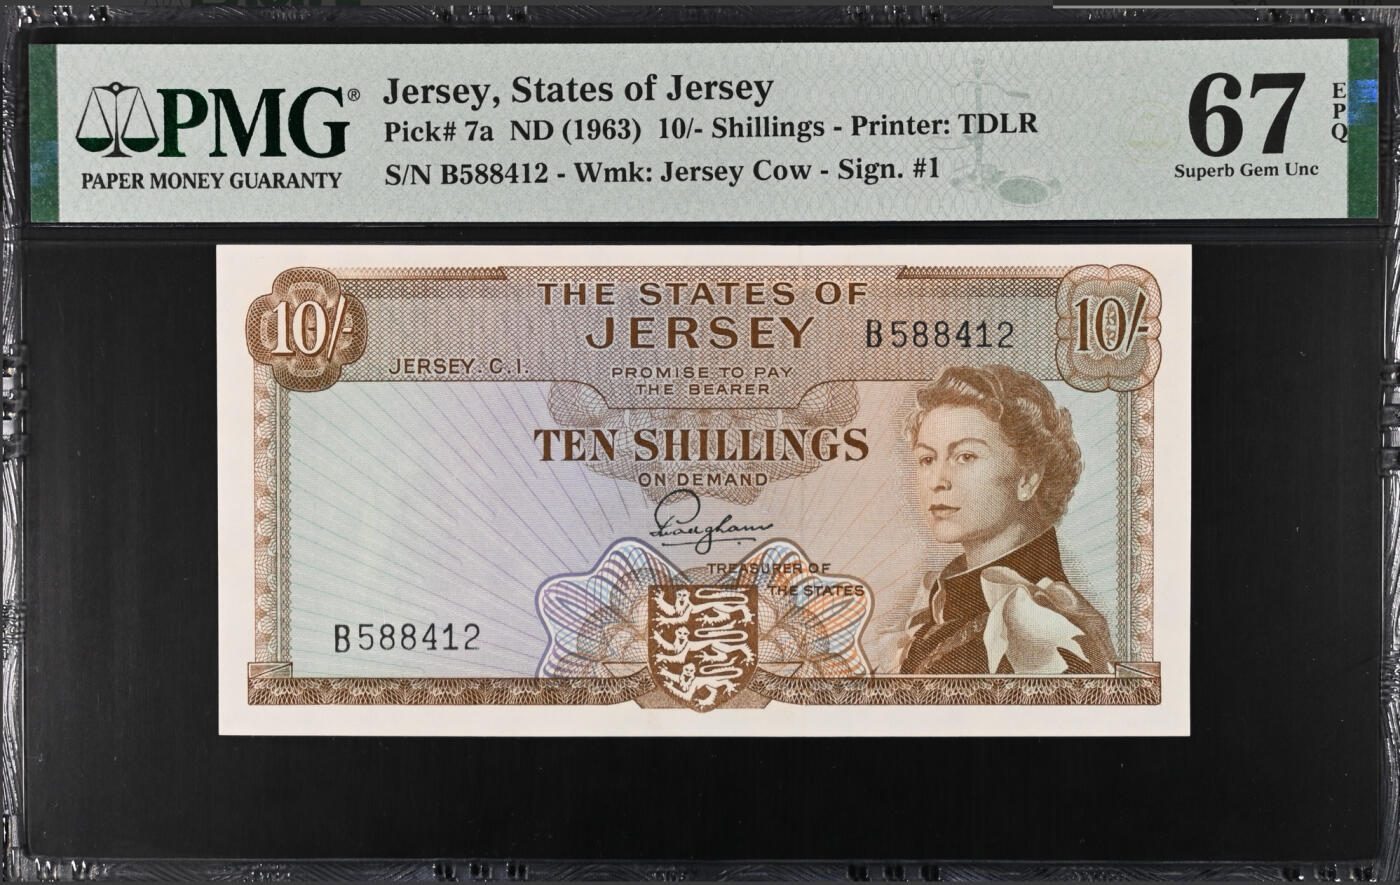 PMG®
PAPER MONEY GUARANTY
Jersey, States of Jersey
Pick# 7a ND (1963) 10/- Shillings - Printer: TDLR
S/N B588412 - Wmk: Jersey Cow - Sign. #1
67
EPQ
Superb Gem Unc
10/-
THE STATES OF
JERSEY
B588412
10/-
JERSEY. C. I.
PROMISE TO PAY
THE BEARER
TEN SHILLINGS
ON DEMAND
TREASURER OF
THE STATES
B588412